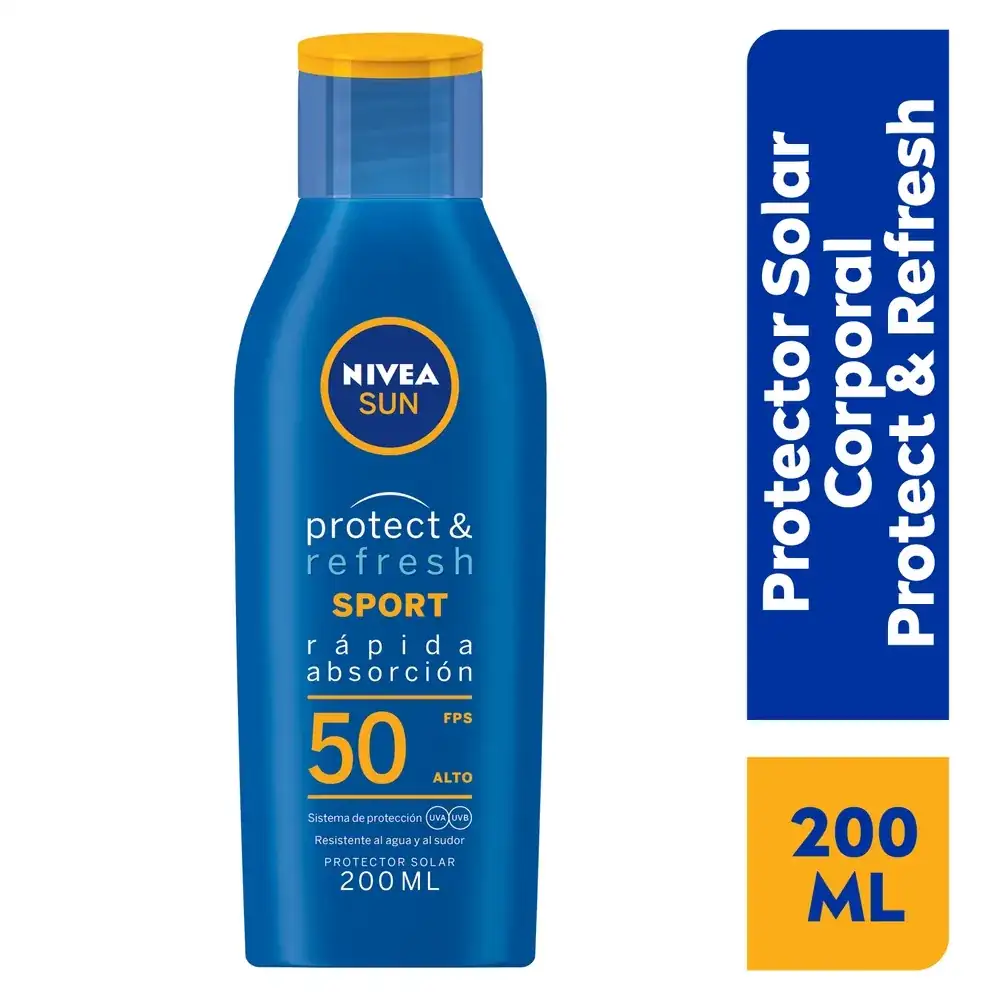 NIVEA
SUN
protect &
refresh
SPORT
rápida
absorción
50
FPS
ALTO
Sistema de protección UVA UVB
Resistente al agua y al sudor
PROTECTOR SOLAR
200 ML
Protector Solar
Corporal
Protect & Refresh
200
ML